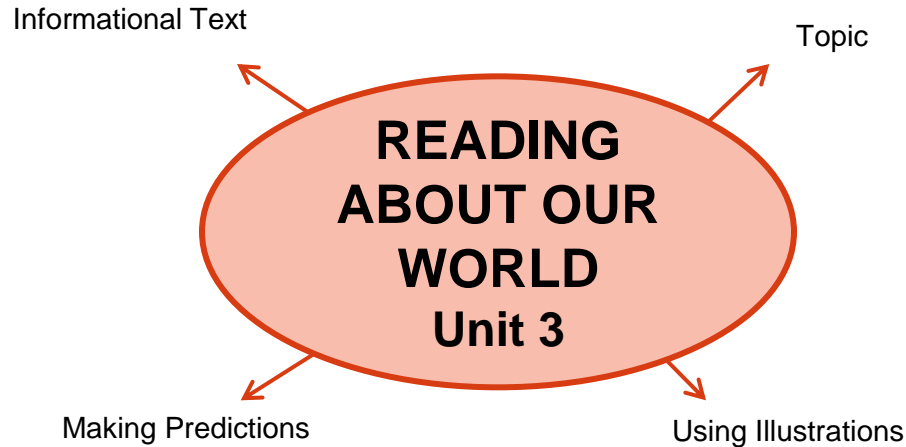 Informational Text
Topic
READING
ABOUT OUR
WORLD
Unit 3
Making Predictions
Using Illustrations